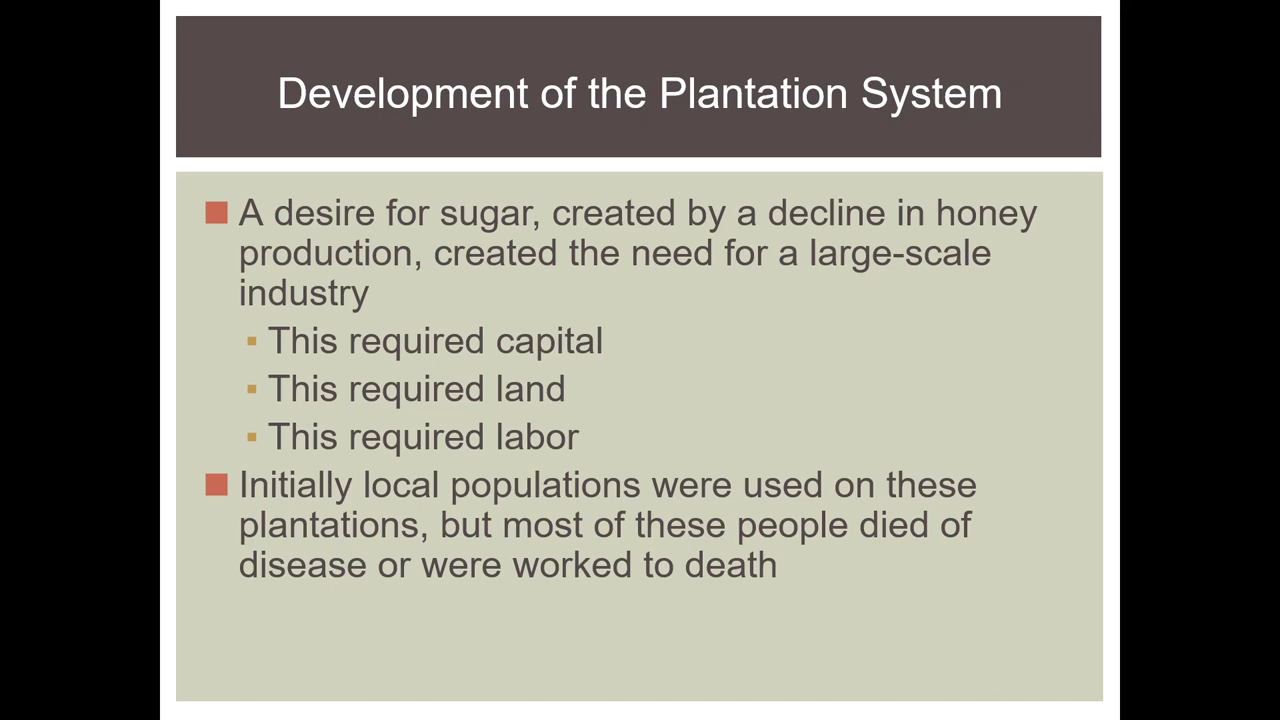 Development of the Plantation System
A desire for sugar, created by a decline in honey
production, created the need for a large-scale
industry
This required capital
This required land
This required labor
Initially local populations were used on these
plantations, but most of these people died of
disease or were worked to death